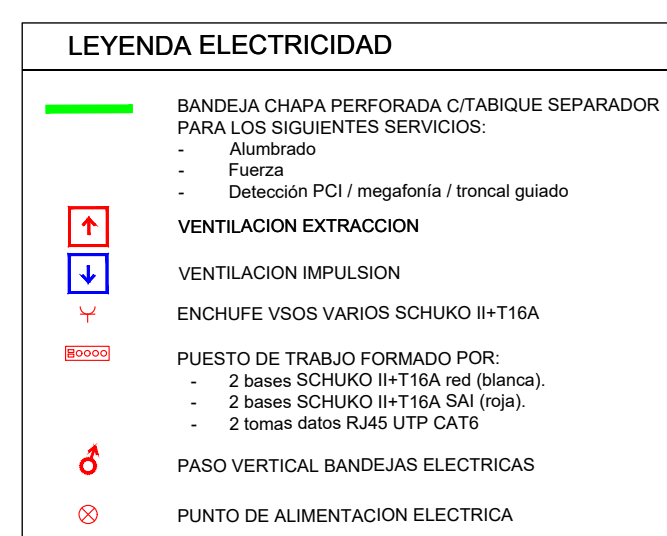 LEYENDA ELECTRICIDAD
BANDEJA CHAPA PERFORADA C/TABIQUE SEPARADOR
PARA LOS SIGUIENTES SERVICIOS:
- Alumbrado
- Fuerza
- Detección PCI / megafonía / troncal guiado
VENTILACION EXTRACCION
VENTILACION IMPULSION
ENCHUFE VSOS VARIOS SCHUKO II+T16A
PUESTO DE TRABJO FORMADO POR:
- 2 bases SCHUKO II+T16A red (blanca).
- 2 bases SCHUKO II+T16A SAI (roja).
- 2 tomas datos RJ45 UTP CAT6
PASO VERTICAL BANDEJAS ELECTRICAS
PUNTO DE ALIMENTACION ELECTRICA